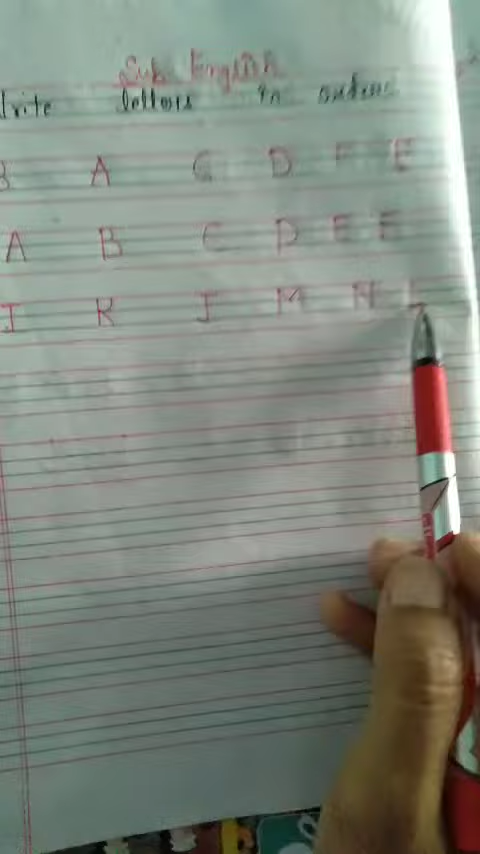 Sub English
Write letters in order
B A C D F E
A B C D E F
J K I M N L